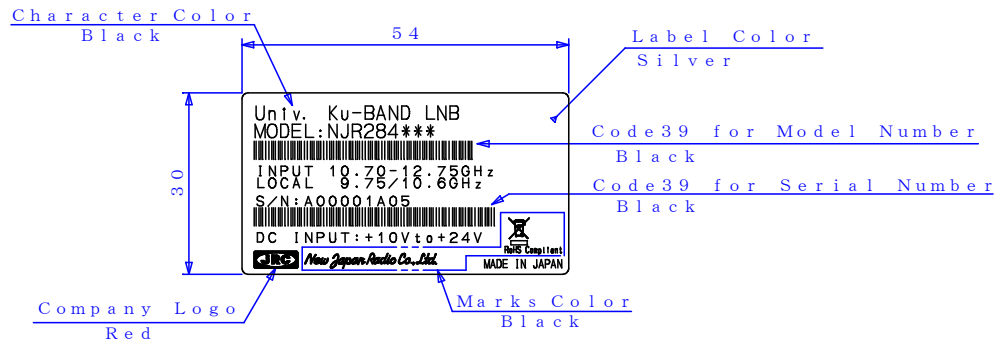 Character Color
Black
54
Label Color
Silver
30
Univ. Ku-BAND LNB
MODEL:NJR284***
Code39 for Model Number
Black
INPUT 10.70-12.75GHz
LOCAL 9.75/10.6GHz
Code39 for Serial Number
Black
S/N:A00001A05
DC INPUT:+10Vto+24V
RoHS Compliant
JRC New Japan Radio Co.,Ltd.
MADE IN JAPAN
Company Logo
Red
Marks Color
Black